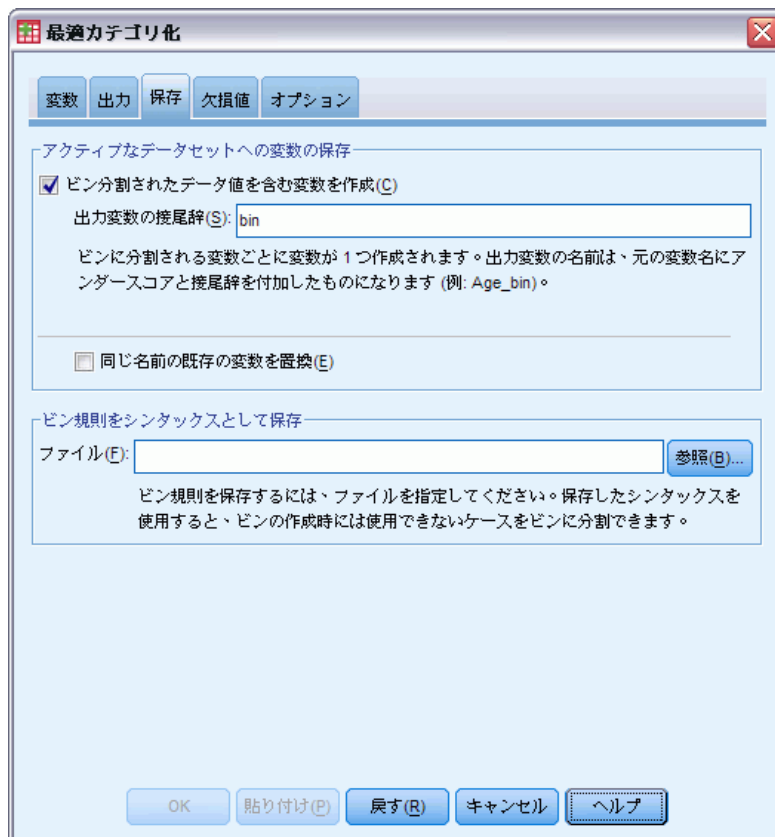 最適カテゴリ化
変数 出力 保存 欠損値 オプション
アクティブなデータセットへの変数の保存
ビン分割されたデータ値を含む変数を作成(C)
出力変数の接尾辞(S): bin
ビンに分割される変数ごとに変数が 1 つ作成されます。出力変数の名前は、元の変数名にア
ンダースコアと接尾辞を付加したものになります (例: Age_bin)。
同じ名前の既存の変数を置換(E)
ビン規則をシンタックスとして保存
ファイル(F): 参照(B)...
ビン規則を保存するには、ファイルを指定してください。保存したシンタックスを
使用すると、ビンの作成時には使用できないケースをビンに分割できます。
OK 貼り付け(P) 戻す(R) キャンセル ヘルプ